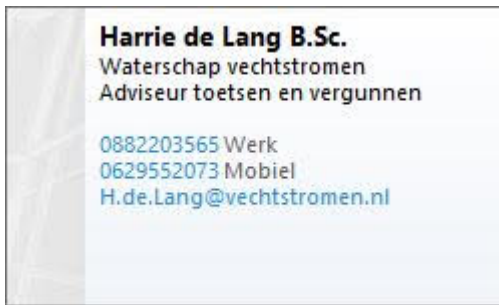 Harrie de Lang B.Sc.
Waterschap vechtstromen
Adviseur toetsen en vergunnen
0882203565 Werk
0629552073 Mobiel
H.de.Lang@vechtstromen.nl